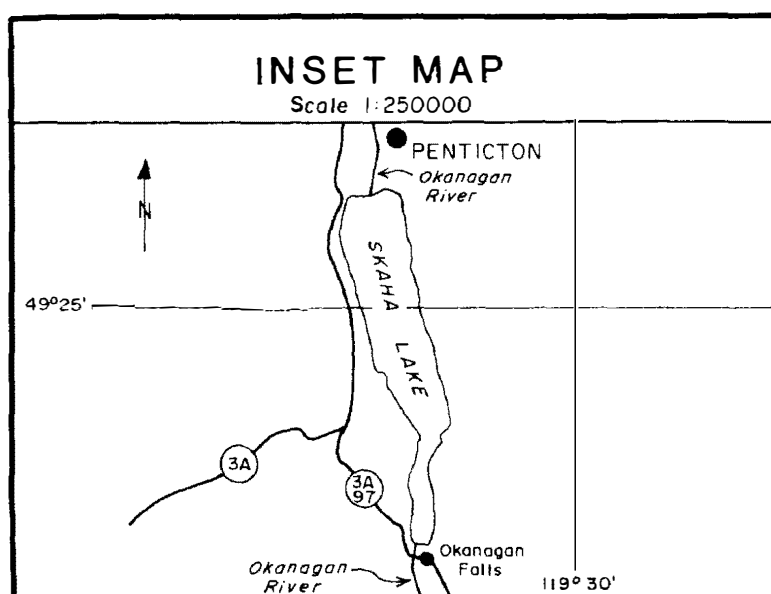 INSET MAP
Scale 1:250000
PENTICTON
Okanagan
River
N
SKAHA LAKE
49°25'
3A
3A
97
Okanagan
Falls
Okanagan
River
119° 30'